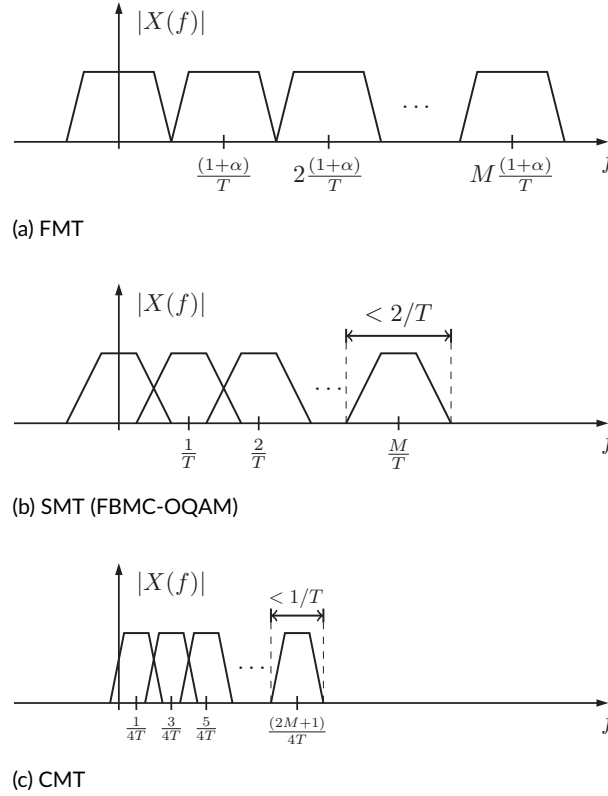 |X(f)|
(1+α)/T 2(1+α)/T ⋯ M(1+α)/T f
(a) FMT
|X(f)|
< 2/T
⋯
1/T 2/T M/T f
(b) SMT (FBMC-OQAM)
|X(f)|
< 1/T
⋯
1/4T 3/4T 5/4T (2M+1)/4T f
(c) CMT